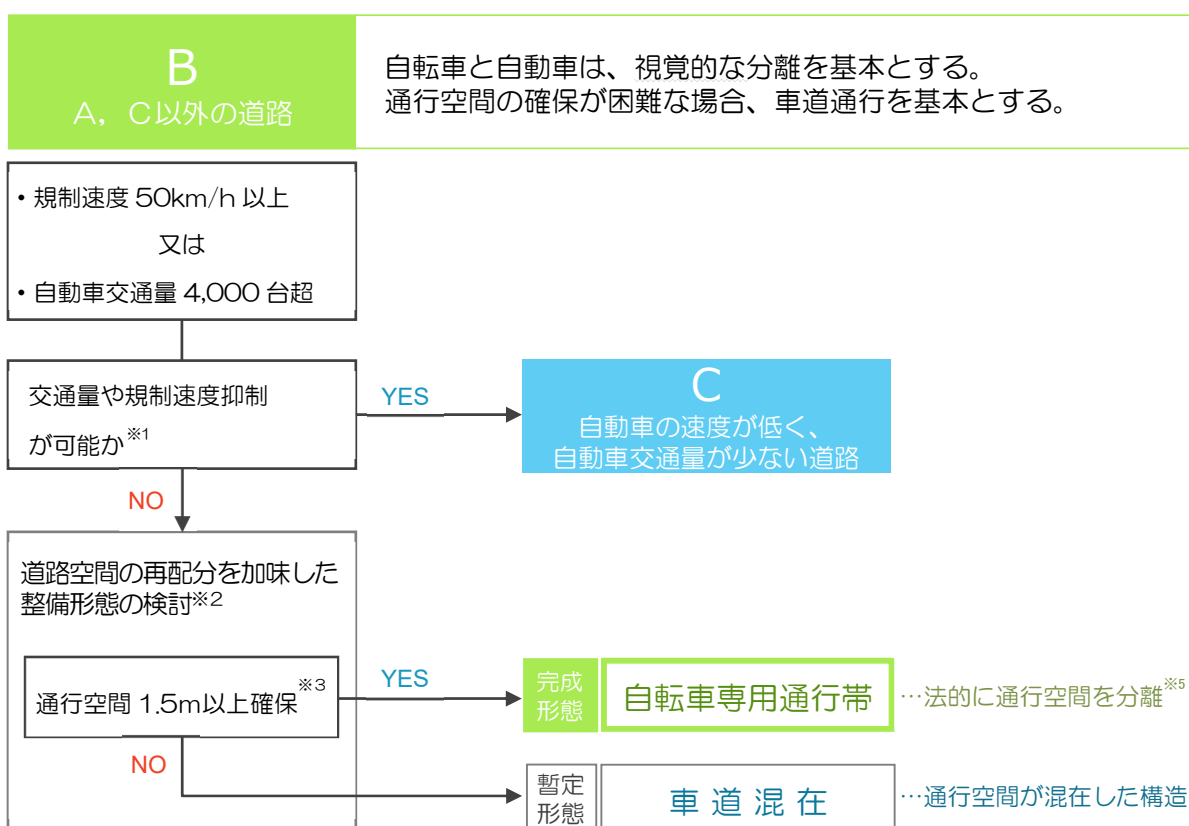 B
A，C以外の道路
自転車と自動車は、視覚的な分離を基本とする。
通行空間の確保が困難な場合、車道通行を基本とする。
・規制速度 50km/h 以上
又は
・自動車交通量 4,000 台超
交通量や規制速度抑制
が可能か※1
YES
C
自動車の速度が低く、
自動車交通量が少ない道路
NO
道路空間の再配分を加味した
整備形態の検討※2
通行空間 1.5m以上確保※3
YES
完成
形態
自転車専用通行帯
…法的に通行空間を分離※5
NO
暫定
形態
車道混在
…通行空間が混在した構造